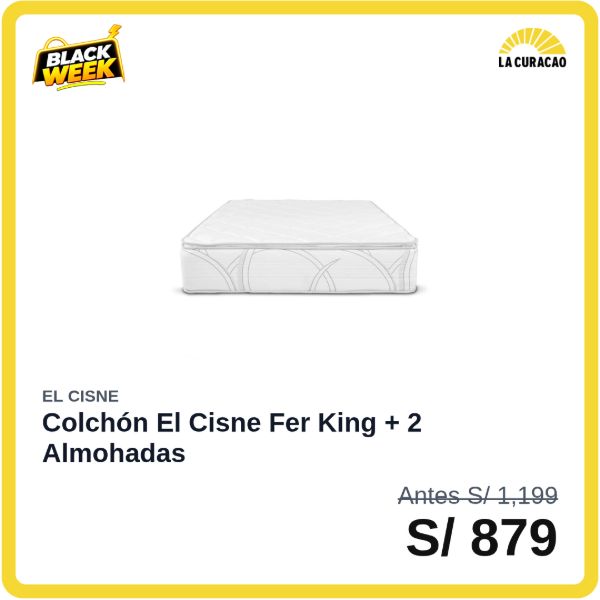 BLACK
WEEK
LA CURACAO
EL CISNE
Colchón El Cisne Fer King + 2
Almohadas
Antes S/ 1,199
S/ 879